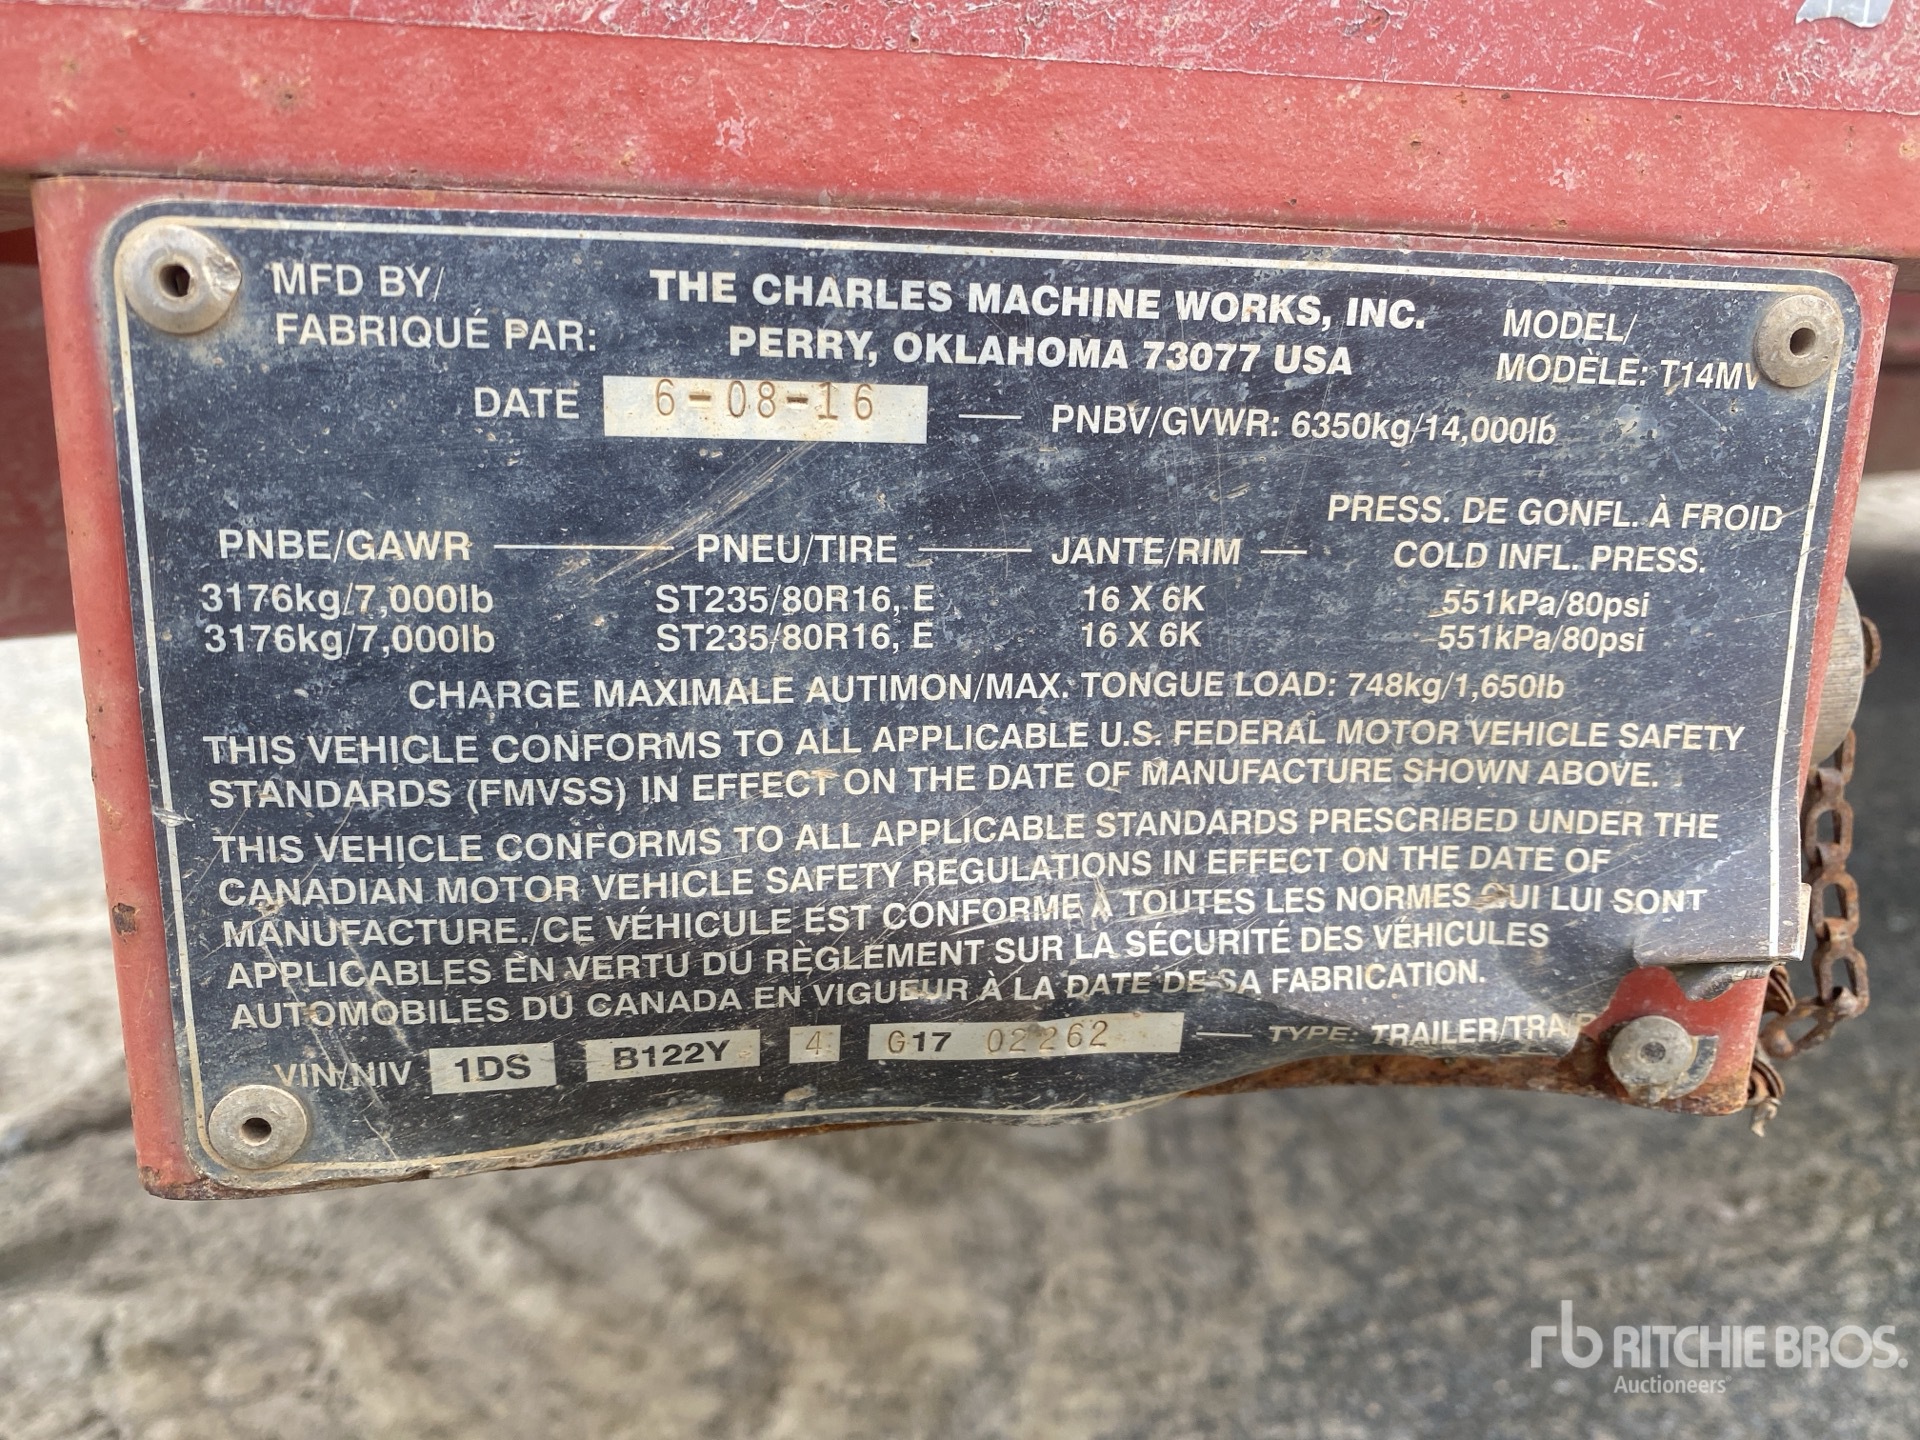 MFD BY/
FABRIQUÉ PAR:
THE CHARLES MACHINE WORKS, INC.
PERRY, OKLAHOMA 73077 USA
MODEL/
MODÈLE: T14MV
DATE 6-08-16 — PNBV/GVWR: 6350kg/14,000lb
PRESS. DE GONFL. À FROID
PNBE/GAWR — PNEU/TIRE — JANTE/RIM — COLD INFL. PRESS.
3176kg/7,000lb ST235/80R16, E 16 X 6K 551kPa/80psi
3176kg/7,000lb ST235/80R16, E 16 X 6K 551kPa/80psi
CHARGE MAXIMALE AUTIMON/MAX. TONGUE LOAD: 748kg/1,650lb
THIS VEHICLE CONFORMS TO ALL APPLICABLE U.S. FEDERAL MOTOR VEHICLE SAFETY
STANDARDS (FMVSS) IN EFFECT ON THE DATE OF MANUFACTURE SHOWN ABOVE.
THIS VEHICLE CONFORMS TO ALL APPLICABLE STANDARDS PRESCRIBED UNDER THE
CANADIAN MOTOR VEHICLE SAFETY REGULATIONS IN EFFECT ON THE DATE OF
MANUFACTURE./CE VÉHICULE EST CONFORME À TOUTES LES NORMES QUI LUI SONT
APPLICABLES EN VERTU DU RÈGLEMENT SUR LA SÉCURITÉ DES VÉHICULES
AUTOMOBILES DU CANADA EN VIGUEUR À LA DATE DE SA FABRICATION.
VIN/NIV 1DS B122Y 4 G17 02262 — TYPE: TRAILER/TRA/R
rb RITCHIE BROS.
Auctioneers